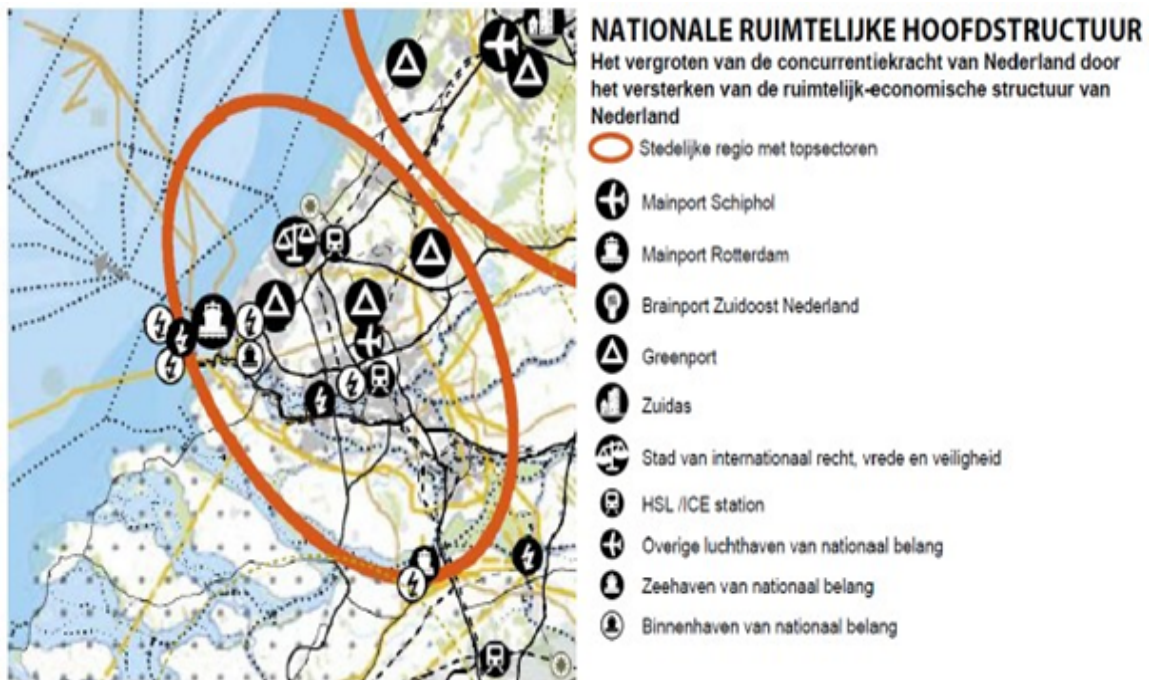 NATIONALE RUIMTELIJKE HOOFDSTRUCTUUR
Het vergroten van de concurrentiekracht van Nederland door
het versterken van de ruimtelijk-economische structuur van
Nederland
Stedelijke regio met topsectoren
Mainport Schiphol
Mainport Rotterdam
Brainport Zuidoost Nederland
Greenport
Zuidas
Stad van internationaal recht, vrede en veiligheid
HSL /ICE station
Overige luchthaven van nationaal belang
Zeehaven van nationaal belang
Binnenhaven van nationaal belang